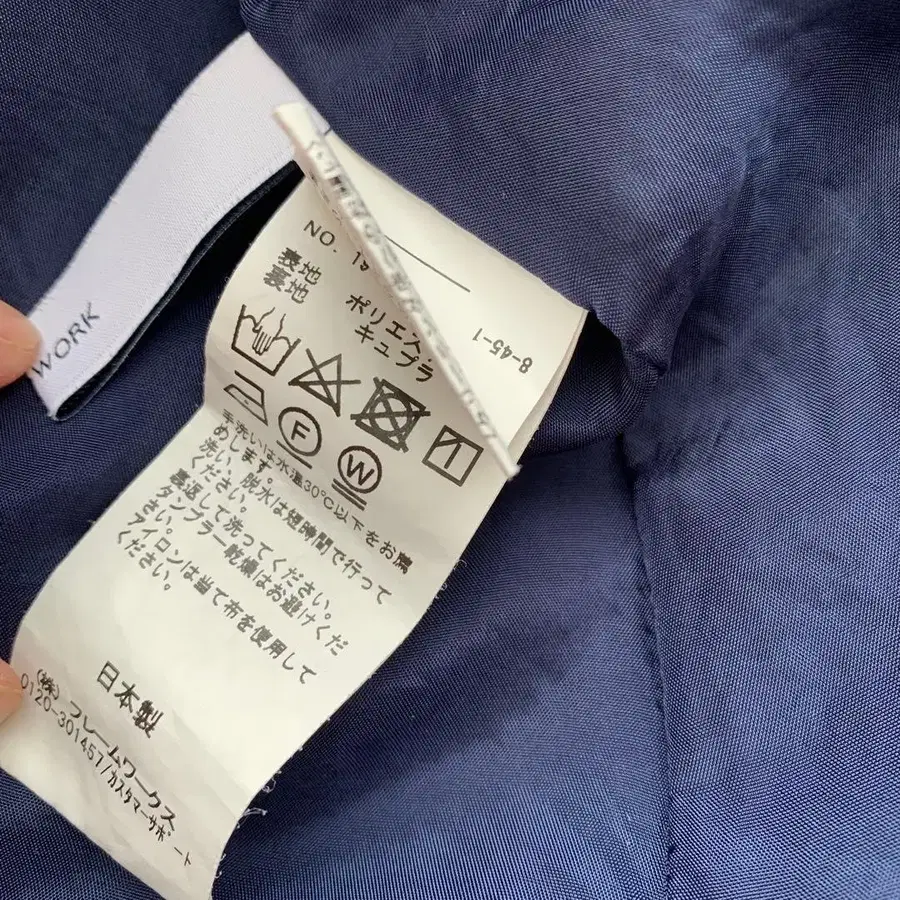 WORK
NO. 1
表地 ポリエス
裏地 キュプラ
8-45-1
F
W
手洗いは水温30℃以下をお薦
めします。
洗い、脱水は短時間で行って
ください。
裏返して洗ってください。
タンブラー乾燥はお避けくだ
さい。
アイロンは当て布を使用して
ください。
日本製
(株)フレームワークス
0120-301457/カスタマーサポート